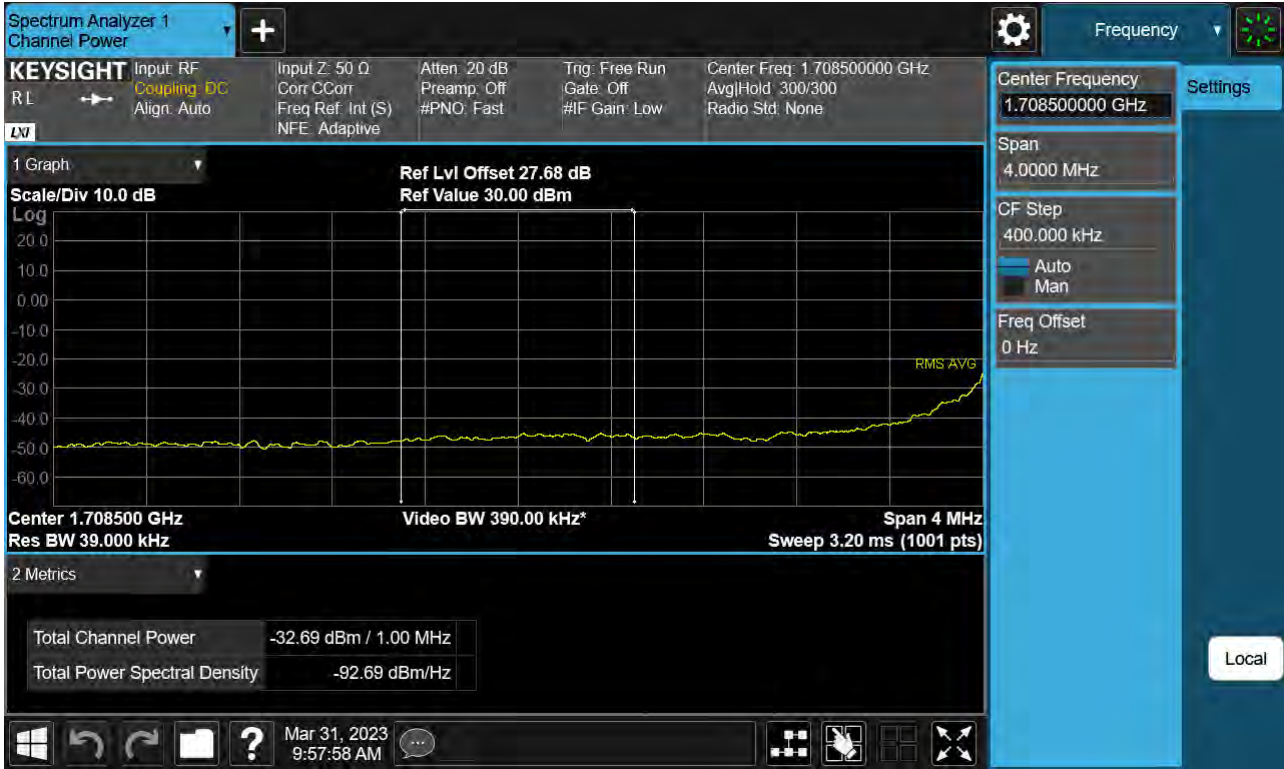 Spectrum Analyzer 1
Channel Power
Frequency
KEYSIGHT
R L
LXI
Input: RF
Coupling: DC
Align: Auto
Input Z: 50 Ω
Corr CCorr
Freq Ref: Int (S)
NFE: Adaptive
Atten: 20 dB
Preamp: Off
#PNO: Fast
Trig: Free Run
Gate: Off
#IF Gain: Low
Center Freq: 1.708500000 GHz
Avg|Hold: 300/300
Radio Std: None
1 Graph
Scale/Div 10.0 dB
Ref Lvl Offset 27.68 dB
Ref Value 30.00 dBm
Log
20.0
10.0
0.00
-10.0
-20.0
-30.0
-40.0
-50.0
-60.0
RMS AVG
Center 1.708500 GHz
Res BW 39.000 kHz
Video BW 390.00 kHz*
Span 4 MHz
Sweep 3.20 ms (1001 pts)
2 Metrics
Total Channel Power -32.69 dBm / 1.00 MHz
Total Power Spectral Density -92.69 dBm/Hz
Mar 31, 2023
9:57:58 AM
Center Frequency
1.708500000 GHz
Span
4.0000 MHz
CF Step
400.000 kHz
Auto
Man
Freq Offset
0 Hz
Settings
Local